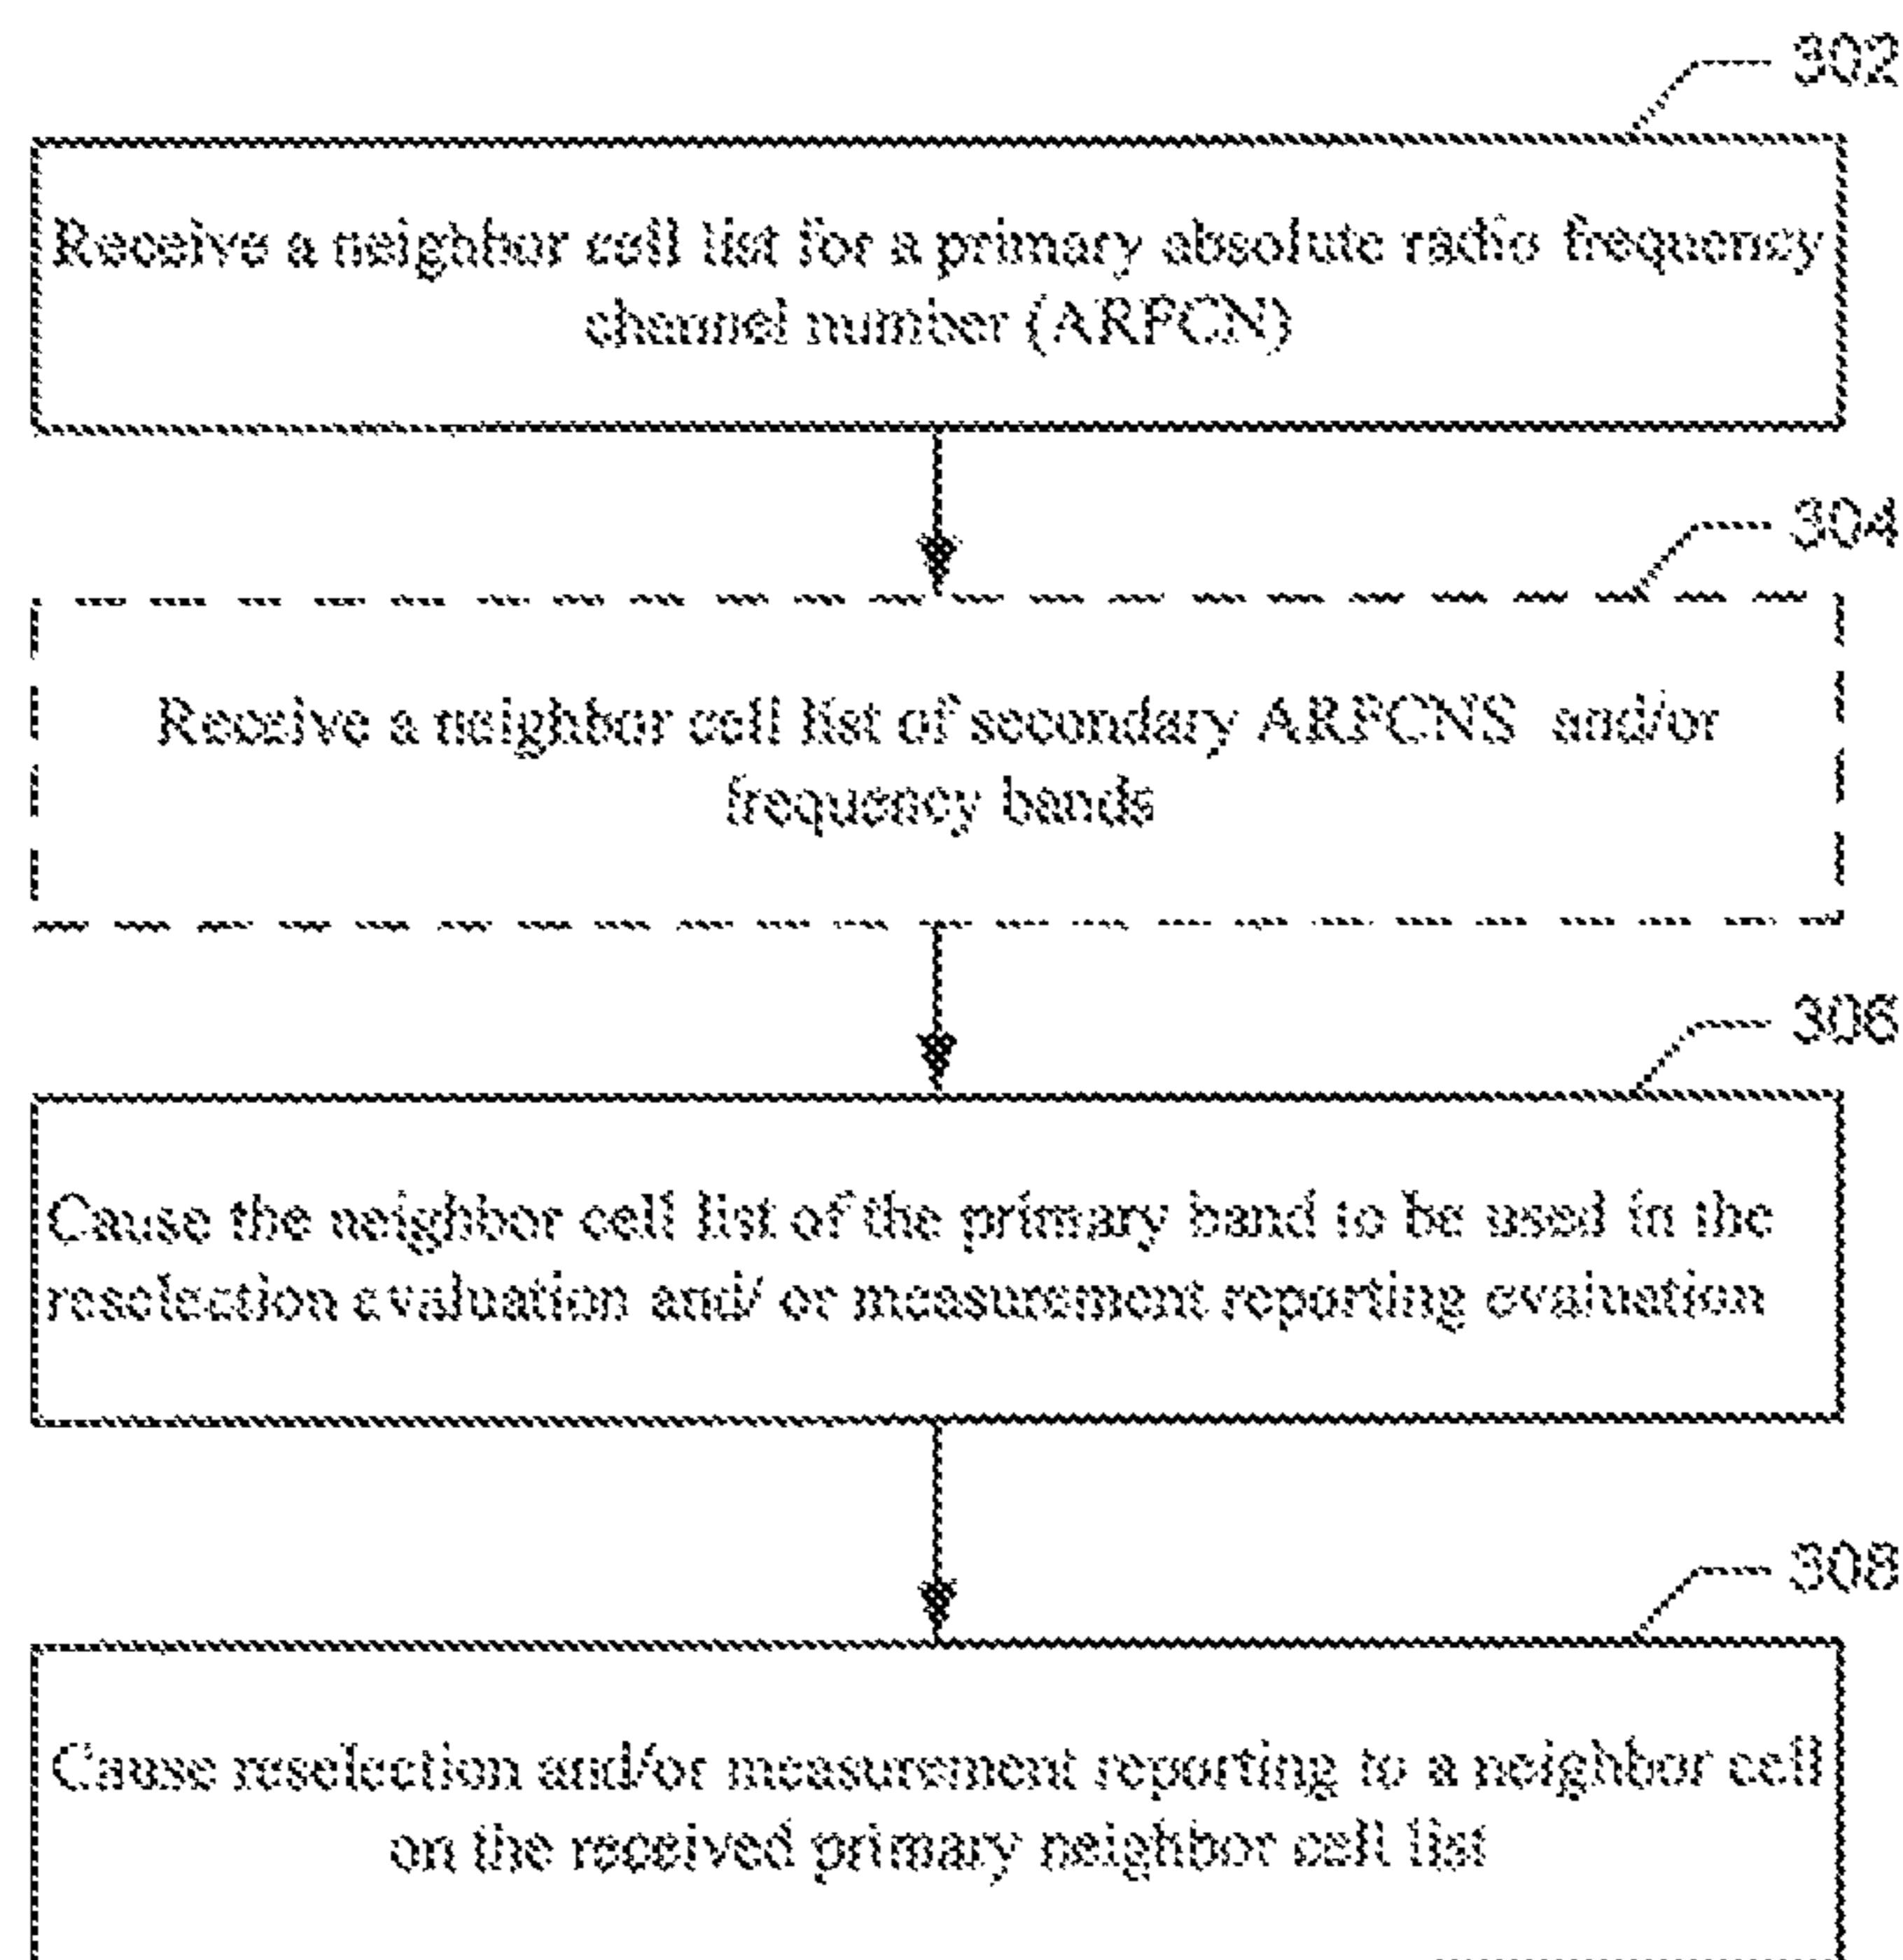 302
Receive a neighbor cell list for a primary absolute radio frequency
channel number (ARFCN)
304
Receive a neighbor cell list of secondary ARFCNS and/or
frequency bands
306
Cause the neighbor cell list of the primary band to be used in the
reselection evaluation and/ or measurement reporting evaluation
308
Cause reselection and/or measurement reporting to a neighbor cell
on the received primary neighbor cell list